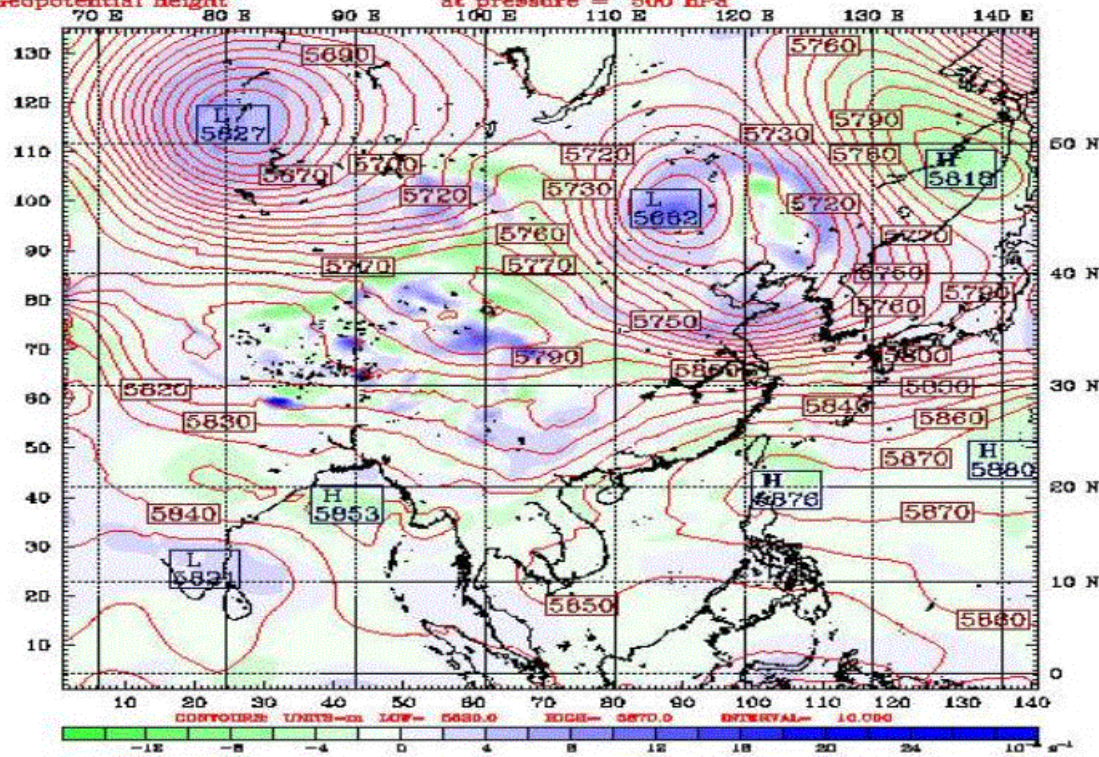 Geopotential Height at pressure = 500 hPa
70 E 80 E 90 E 100 E 110 E 120 E 130 E 140 E
130
5690
5760
120
L
5627
5790
5730
50 N
110
5720
5780
H
5818
5700
5670
100
5720
5730
L
5682
5720
90
5760
5770
5770
5770
40 N
5750
80
5760
5790
5750
70
5790
5800
5820
30 N
60
5840
5830
5860
50
5870
H
5880
40
H
5853
H
5876
20 N
5840
5870
30
L
10 N
20
5850
5860
10
0
10 20 30 40 50 60 70 80 90 100 110 120 130 140
CONTOURS: UNITS=m LOW= 5630.0 HIGH= 5870.0 INTERVAL= 10.000
-12 -8 -4 0 4 8 12 16 20 24